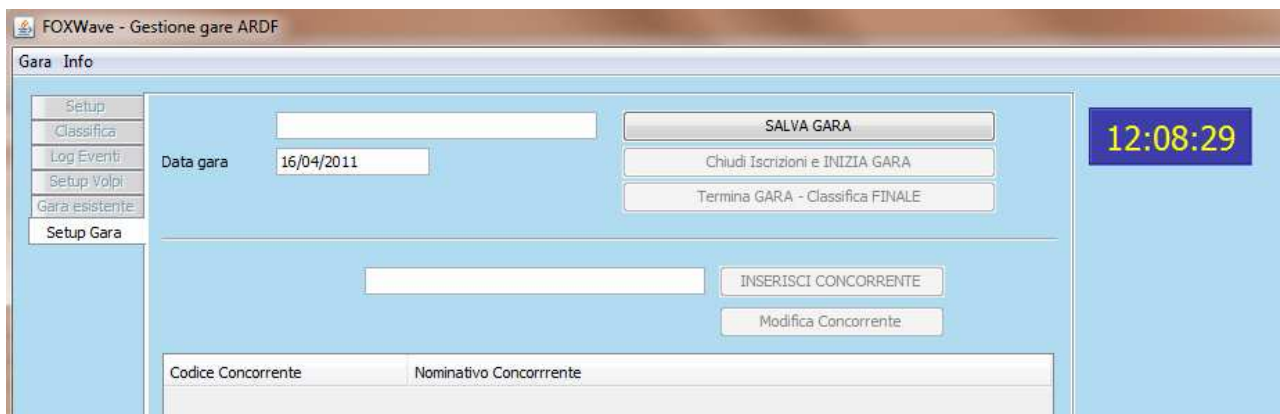 FOXWave - Gestione gare ARDF
Gara Info
Setup
Classifica
Log Eventi
Setup Volpi
Gara esistente
Setup Gara
SALVA GARA
Data gara 16/04/2011
Chiudi Iscrizioni e INIZIA GARA
Termina GARA - Classifica FINALE
12:08:29
INSERISCI CONCORRENTE
Modifica Concorrente
Codice Concorrente Nominativo Concorrrente